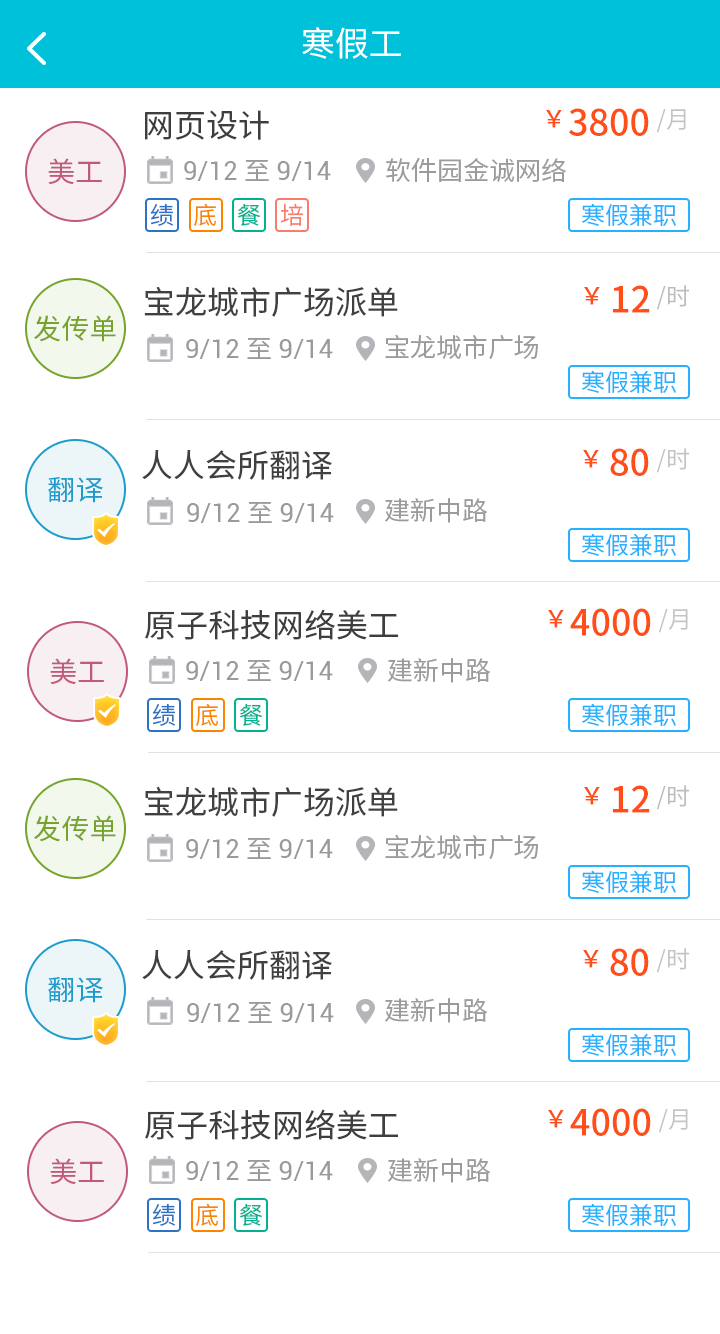 寒假工
美工
网页设计
¥ 3800 /月
9/12 至 9/14 软件园金诚网络
绩 底 餐 培
寒假兼职
发传单
宝龙城市广场派单
¥ 12 /时
9/12 至 9/14 宝龙城市广场
寒假兼职
翻译
人人会所翻译
¥ 80 /时
9/12 至 9/14 建新中路
寒假兼职
美工
原子科技网络美工
¥ 4000 /月
9/12 至 9/14 建新中路
绩 底 餐
寒假兼职
发传单
宝龙城市广场派单
¥ 12 /时
9/12 至 9/14 宝龙城市广场
寒假兼职
翻译
人人会所翻译
¥ 80 /时
9/12 至 9/14 建新中路
寒假兼职
美工
原子科技网络美工
¥ 4000 /月
9/12 至 9/14 建新中路
绩 底 餐
寒假兼职